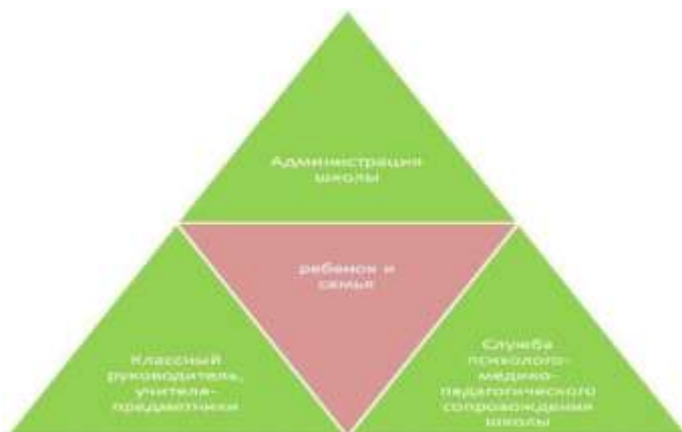 Администрация
школы
ребенок и
семья
Классный
руководитель,
учителя-
предметники
Служба
психолого-
медико-
педагогического
сопровождения
школы